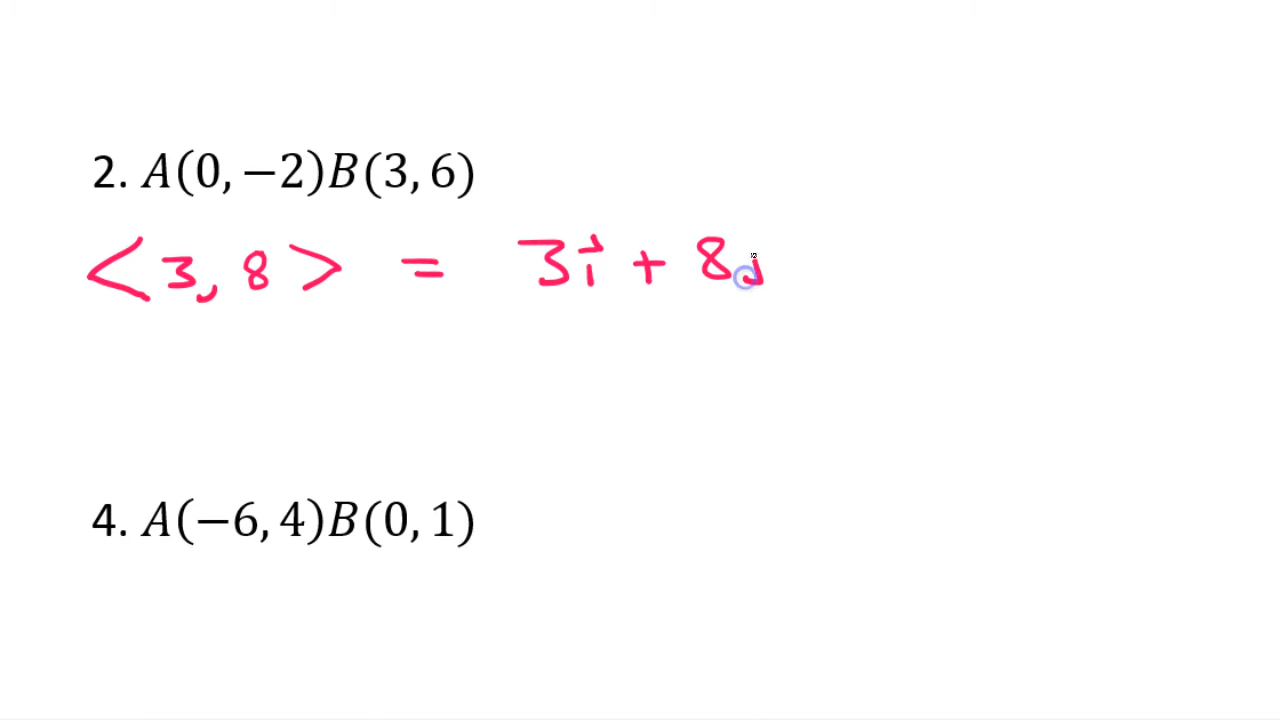 2. A(0, −2)B(3, 6)
<3, 8> = 3i + 8j
4. A(−6, 4)B(0, 1)